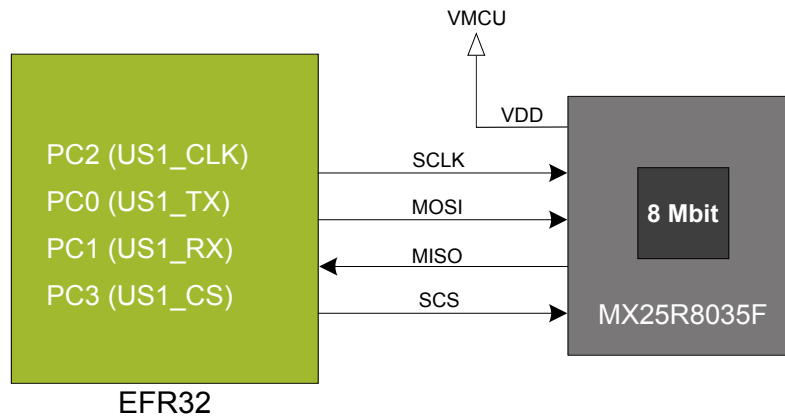 VMCU
VDD
PC2 (US1_CLK)
SCLK
PC0 (US1_TX)
MOSI
8 Mbit
PC1 (US1_RX)
MISO
PC3 (US1_CS)
SCS
MX25R8035F
EFR32